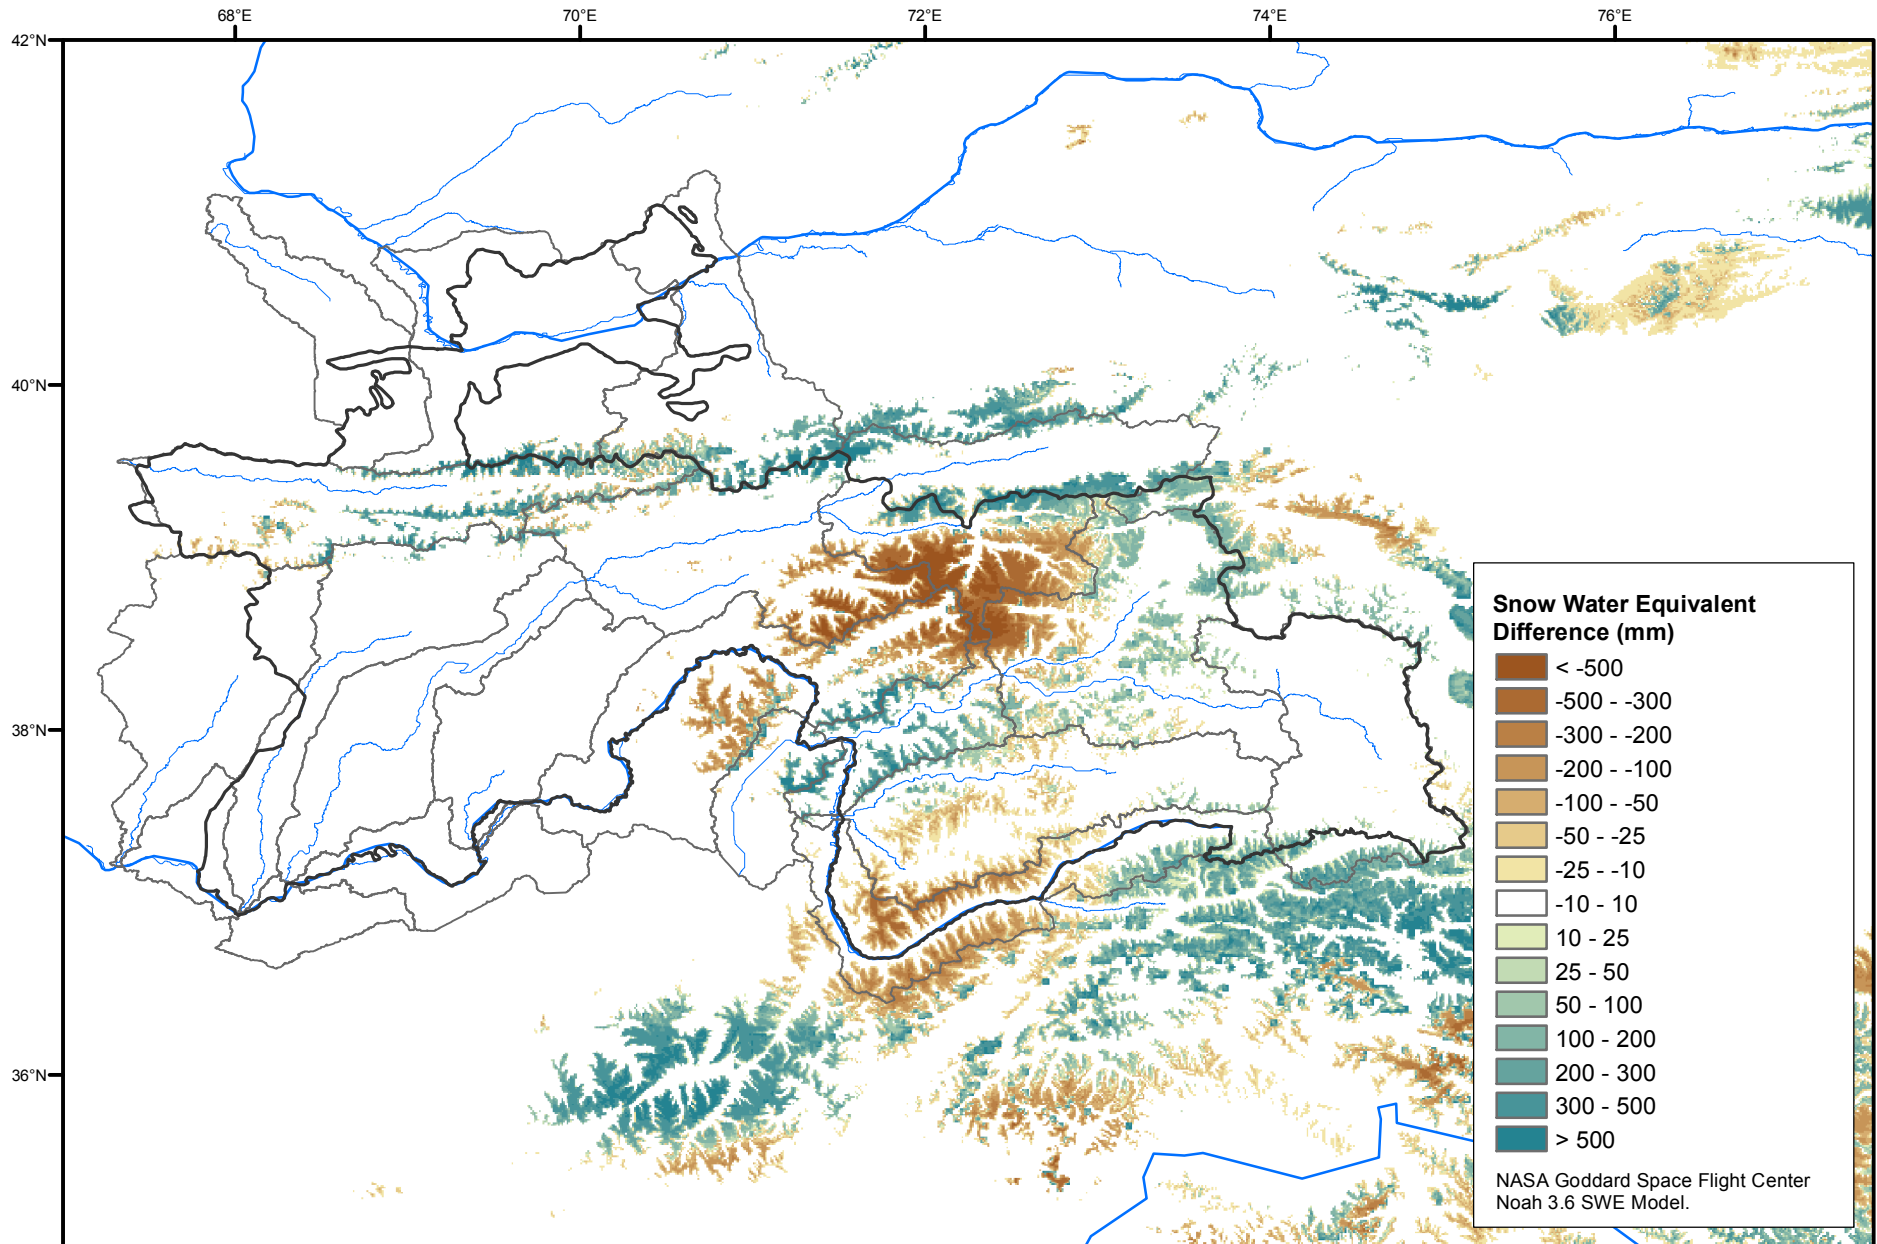 68°E
70°E
72°E
74°E
76°E
42°N
40°N
38°N
36°N
Snow Water Equivalent
Difference (mm)
< -500
-500 - -300
-300 - -200
-200 - -100
-100 - -50
-50 - -25
-25 - -10
-10 - 10
10 - 25
25 - 50
50 - 100
100 - 200
200 - 300
300 - 500
> 500
NASA Goddard Space Flight Center
Noah 3.6 SWE Model.